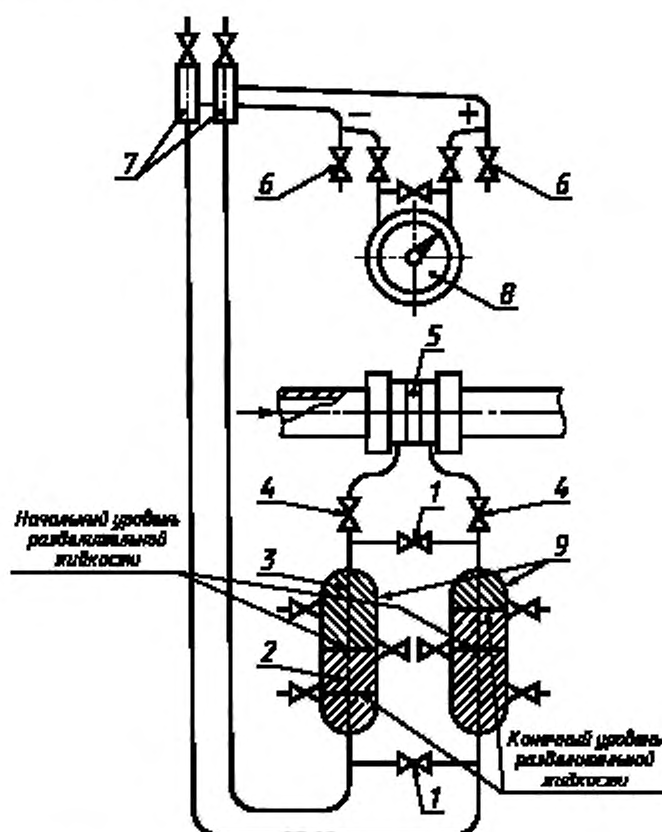 7
6
6
–
+
8
5
4
1
4
Начальный уровень
разделительной
жидкости
3
9
2
Конечный уровень
разделительной
жидкости
1